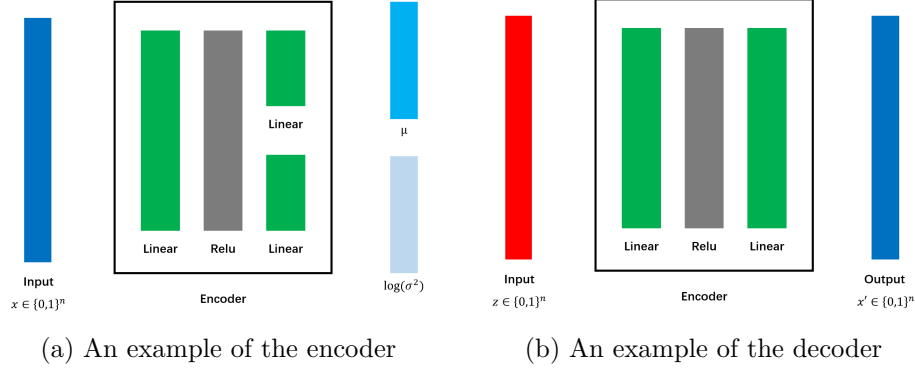 Linear
μ
Linear
Relu
Linear
Input
x ∈ {0,1}ⁿ
Encoder
log(σ²)
(a) An example of the encoder
Linear
Relu
Linear
Input
z ∈ {0,1}ⁿ
Encoder
Output
x′ ∈ {0,1}ⁿ
(b) An example of the decoder